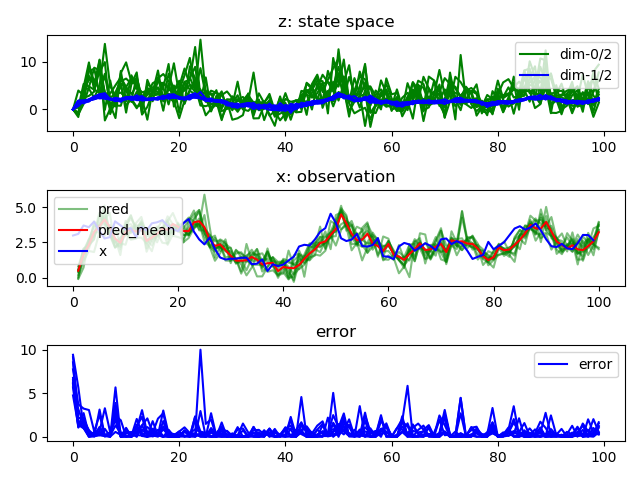 z: state space
10
0
dim-0/2
dim-1/2
0 20 40 60 80 100
x: observation
5.0
2.5
0.0
pred
pred_mean
x
0 20 40 60 80 100
error
10
5
0
error
0 20 40 60 80 100